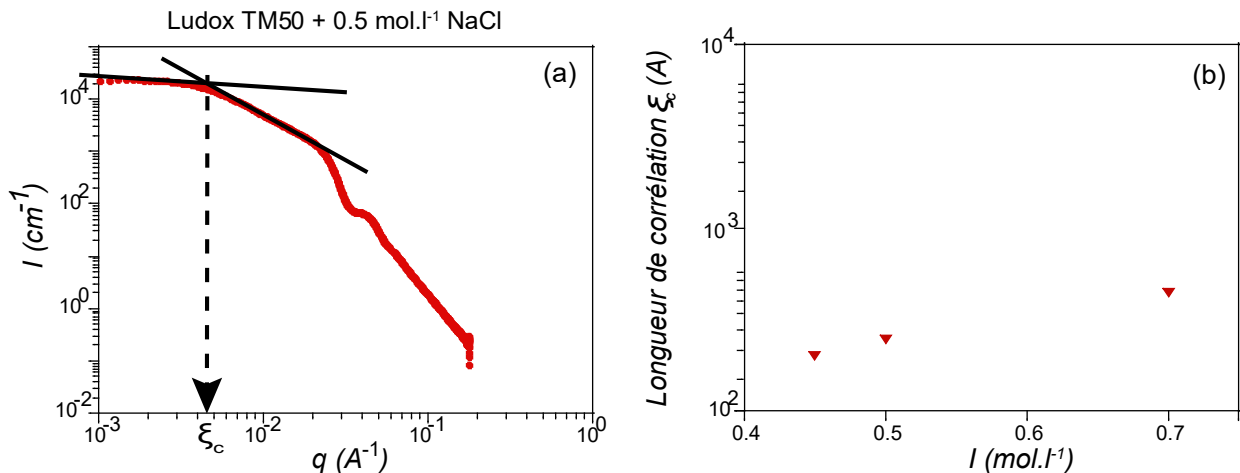 Ludox TM50 + 0.5 mol.l⁻¹ NaCl
(a)
10⁴
10²
10⁰
10⁻²
I (cm⁻¹)
10⁻³
10⁻²
10⁻¹
10⁰
ξc
q (A⁻¹)
(b)
10⁴
10³
10²
Longueur de corrélation ξc (A)
0.4
0.5
0.6
0.7
I (mol.l⁻¹)